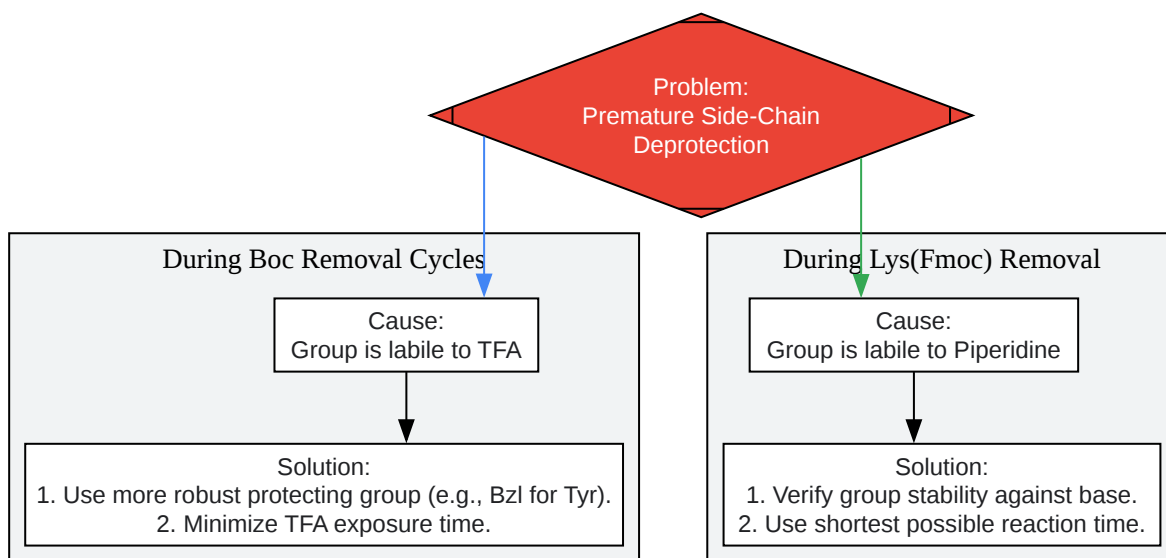 Problem:
Premature Side-Chain
Deprotection
During Boc Removal Cycles
Cause:
Group is labile to TFA
Solution:
1. Use more robust protecting group (e.g., Bzl for Tyr).
2. Minimize TFA exposure time.
During Lys(Fmoc) Removal
Cause:
Group is labile to Piperidine
Solution:
1. Verify group stability against base.
2. Use shortest possible reaction time.